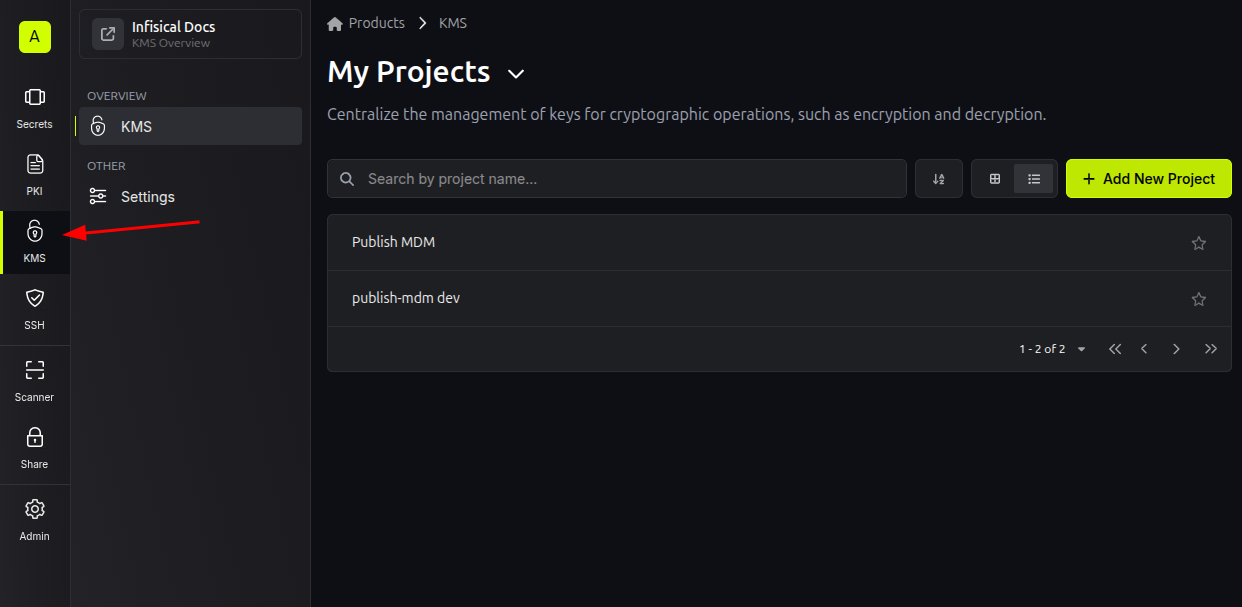 A
Secrets
PKI
KMS
SSH
Scanner
Share
Admin
Infisical Docs
KMS Overview
OVERVIEW
KMS
OTHER
Settings
Products
KMS
My Projects
Centralize the management of keys for cryptographic operations, such as encryption and decryption.
Search by project name...
Add New Project
Publish MDM
publish-mdm dev
1 - 2 of 2